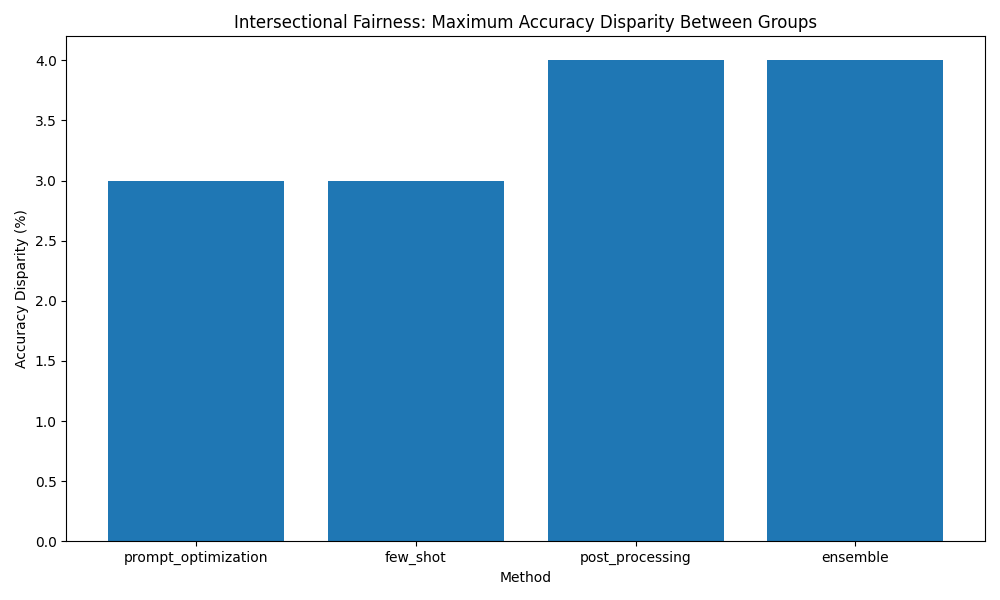 Intersectional Fairness: Maximum Accuracy Disparity Between Groups
Accuracy Disparity (%)
4.0
3.5
3.0
2.5
2.0
1.5
1.0
0.5
0.0
prompt_optimization
few_shot
post_processing
ensemble
Method